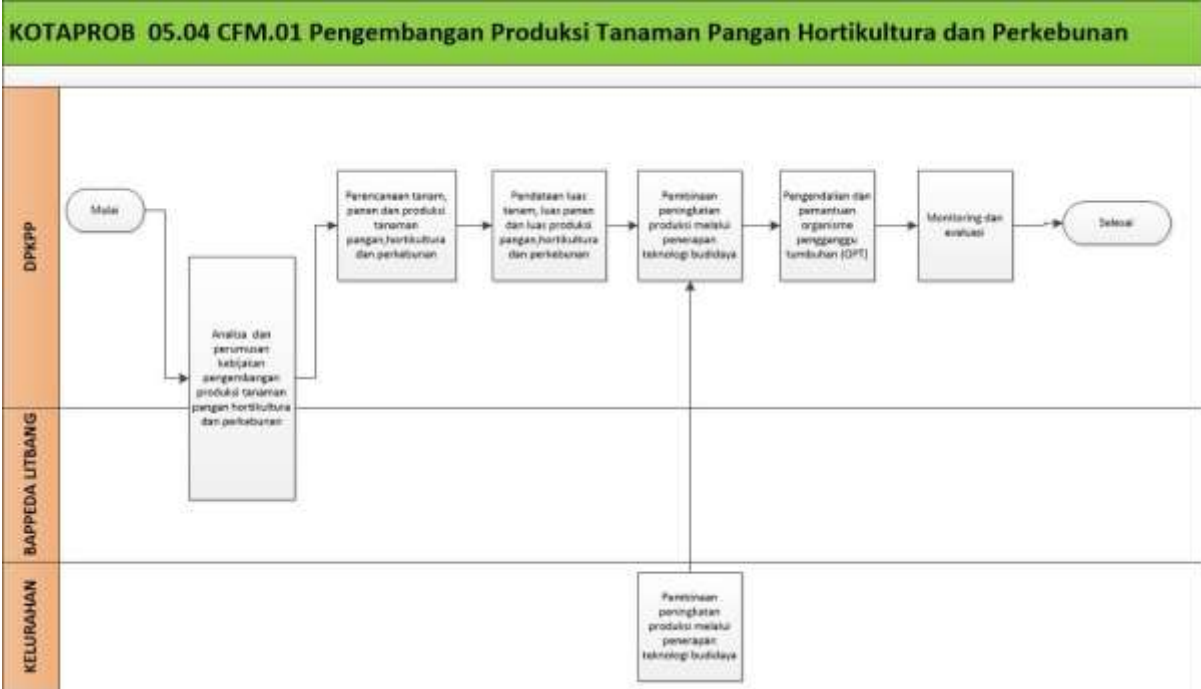 KOTAPROB 05.04 CFM.01 Pengembangan Produksi Tanaman Pangan Hortikultura dan Perkebunan
DPKPP
Mulai
Analisa dan
perumusan
kebijakan
pengembangan
produksi tanaman
pangan hortikultura
dan perkebunan
Perencanaan tanam,
panen dan produksi
tanaman
pangan,hortikultura
dan perkebunan
Pendataan luas
tanam, luas panen
dan luas produksi
pangan,hortikultura
dan perkebunan
Pembinaan
peningkatan
produksi melalui
penerapan
teknologi budidaya
Pengendalian dan
pemantuan
organisme
pengganggu
tumbuhan (OPT)
Monitoring dan
evaluasi
Selesai
BAPPEDA LITBANG
KELURAHAN
Pembinaan
peningkatan
produksi melalui
penerapan
teknologi budidaya